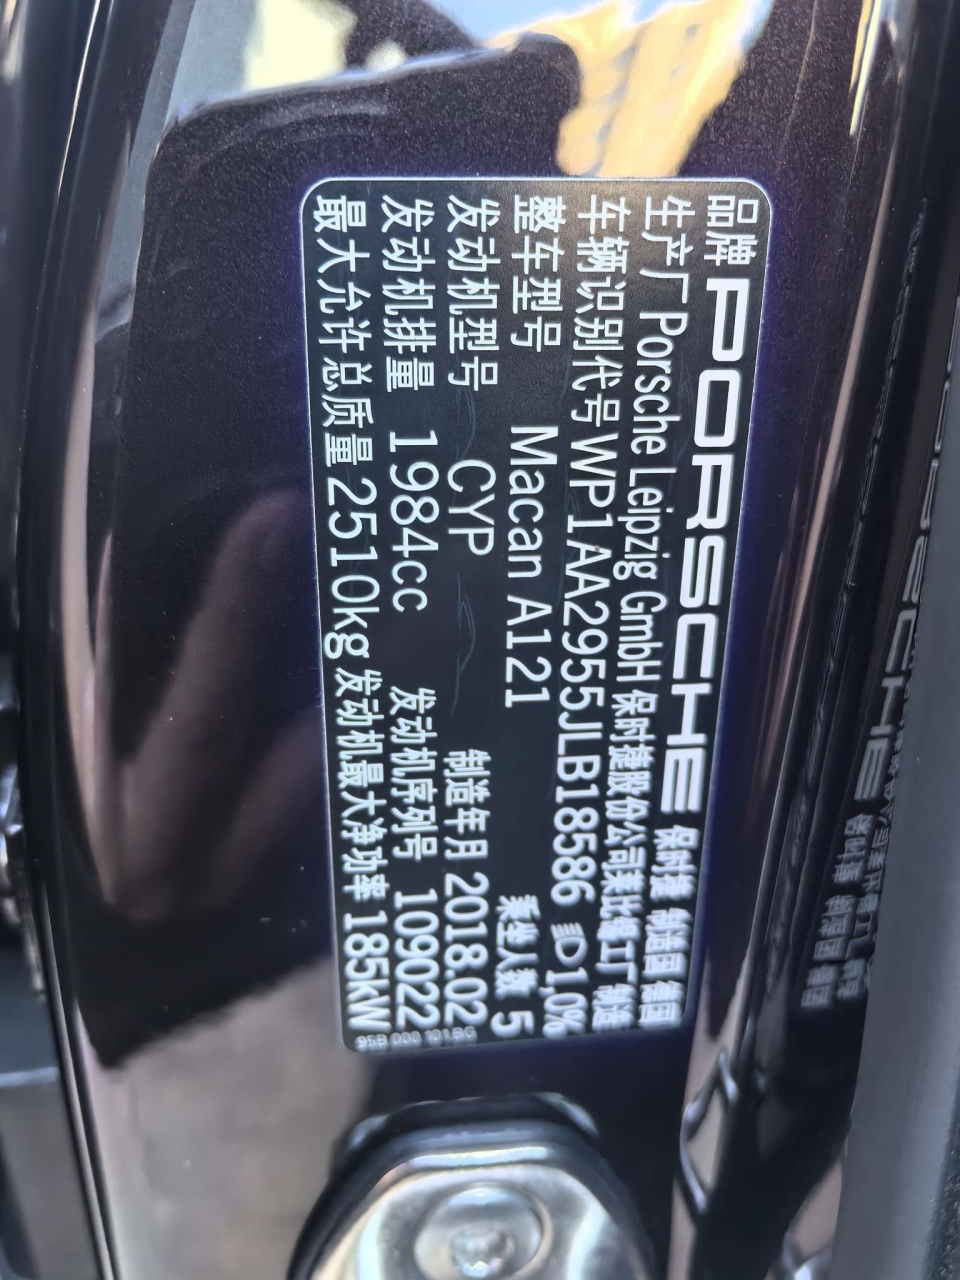 品牌 PORSCHE 保时捷 制造国 德国
生产厂 Porsche Leipzig GmbH 保时捷股份公司莱比锡工厂 制造
车辆识别代号 WP1AA2955JLB18586 1,0%
整车型号 Macan A121 乘坐人数 5
发动机型号 CYP 制造年月 2018.02
发动机排量 1984cc 发动机序列号 109022
最大允许总质量 2510kg 发动机最大净功率 185kW
95B 000 101 BG